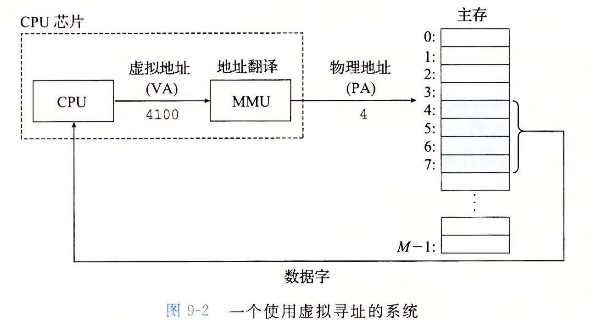 CPU 芯片
主存
虚拟地址
(VA)
4100
地址翻译
物理地址
(PA)
4
CPU
MMU
0:
1:
2:
3:
4:
5:
6:
7:
M−1:
数据字
图 9-2 一个使用虚拟寻址的系统